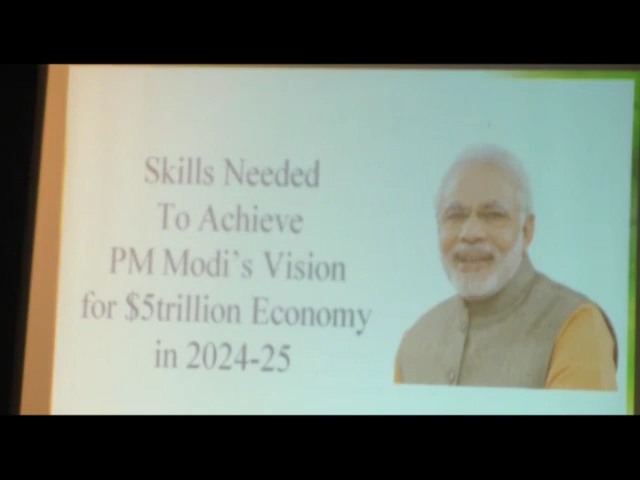 Skills Needed
To Achieve
PM Modi's Vision
for $5trillion Economy
in 2024-25